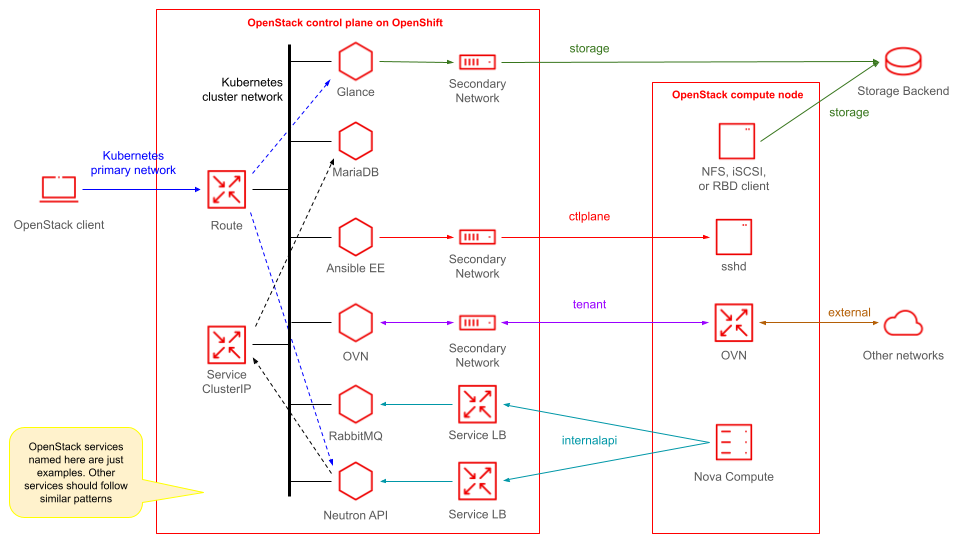 OpenStack control plane on OpenShift
Kubernetes
cluster network
Glance
Secondary
Network
storage
Storage Backend
OpenStack compute node
storage
NFS, iSCSI,
or RBD client
MariaDB
Kubernetes
primary network
OpenStack client
Route
Ansible EE
Secondary
Network
ctlplane
sshd
OVN
Secondary
Network
tenant
OVN
external
Other networks
Service
ClusterIP
RabbitMQ
Service LB
internalapi
Nova Compute
Neutron API
Service LB
OpenStack services
named here are just
examples. Other
services should follow
similar patterns